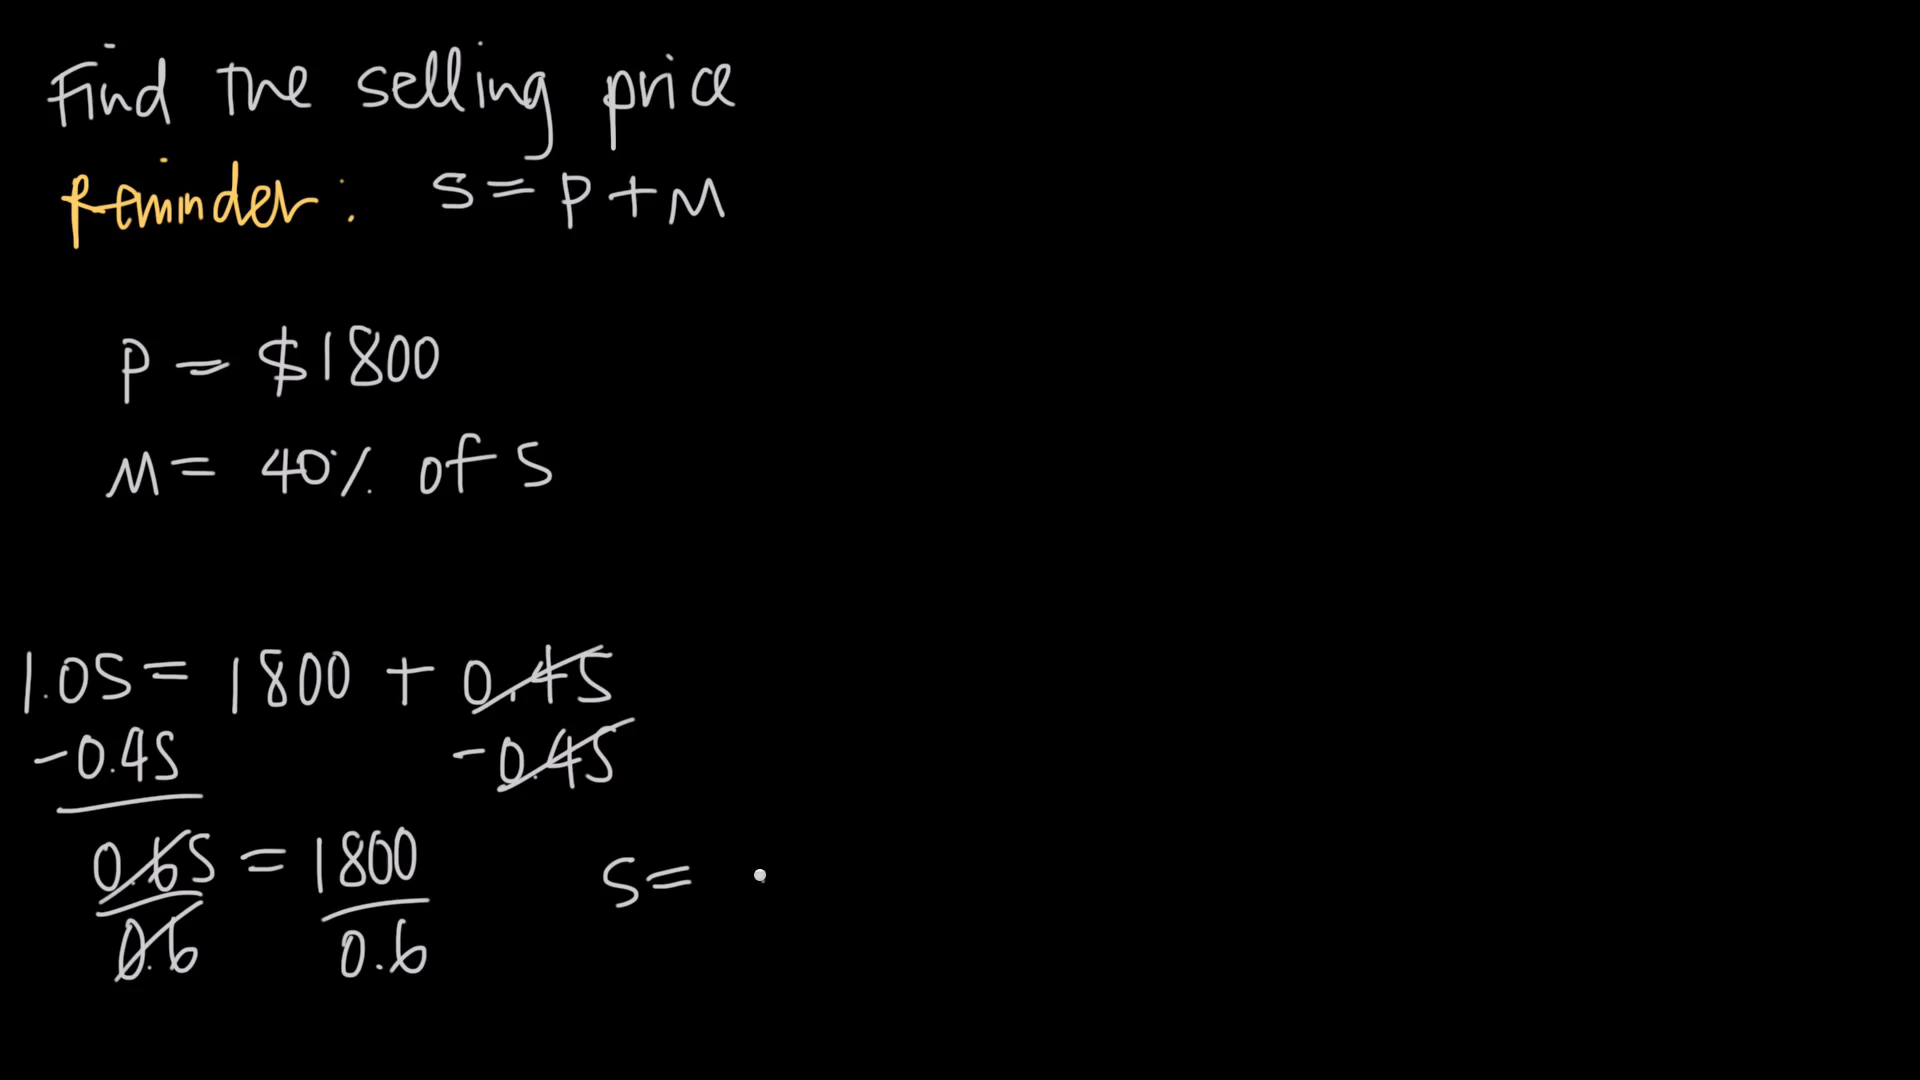 Find the selling price
Reminder: S = P + M
P = $1800
M = 40% of S
1.0S = 1800 + 0.4S
-0.4S -0.4S
0.6S = 1800
0.6 0.6
S =